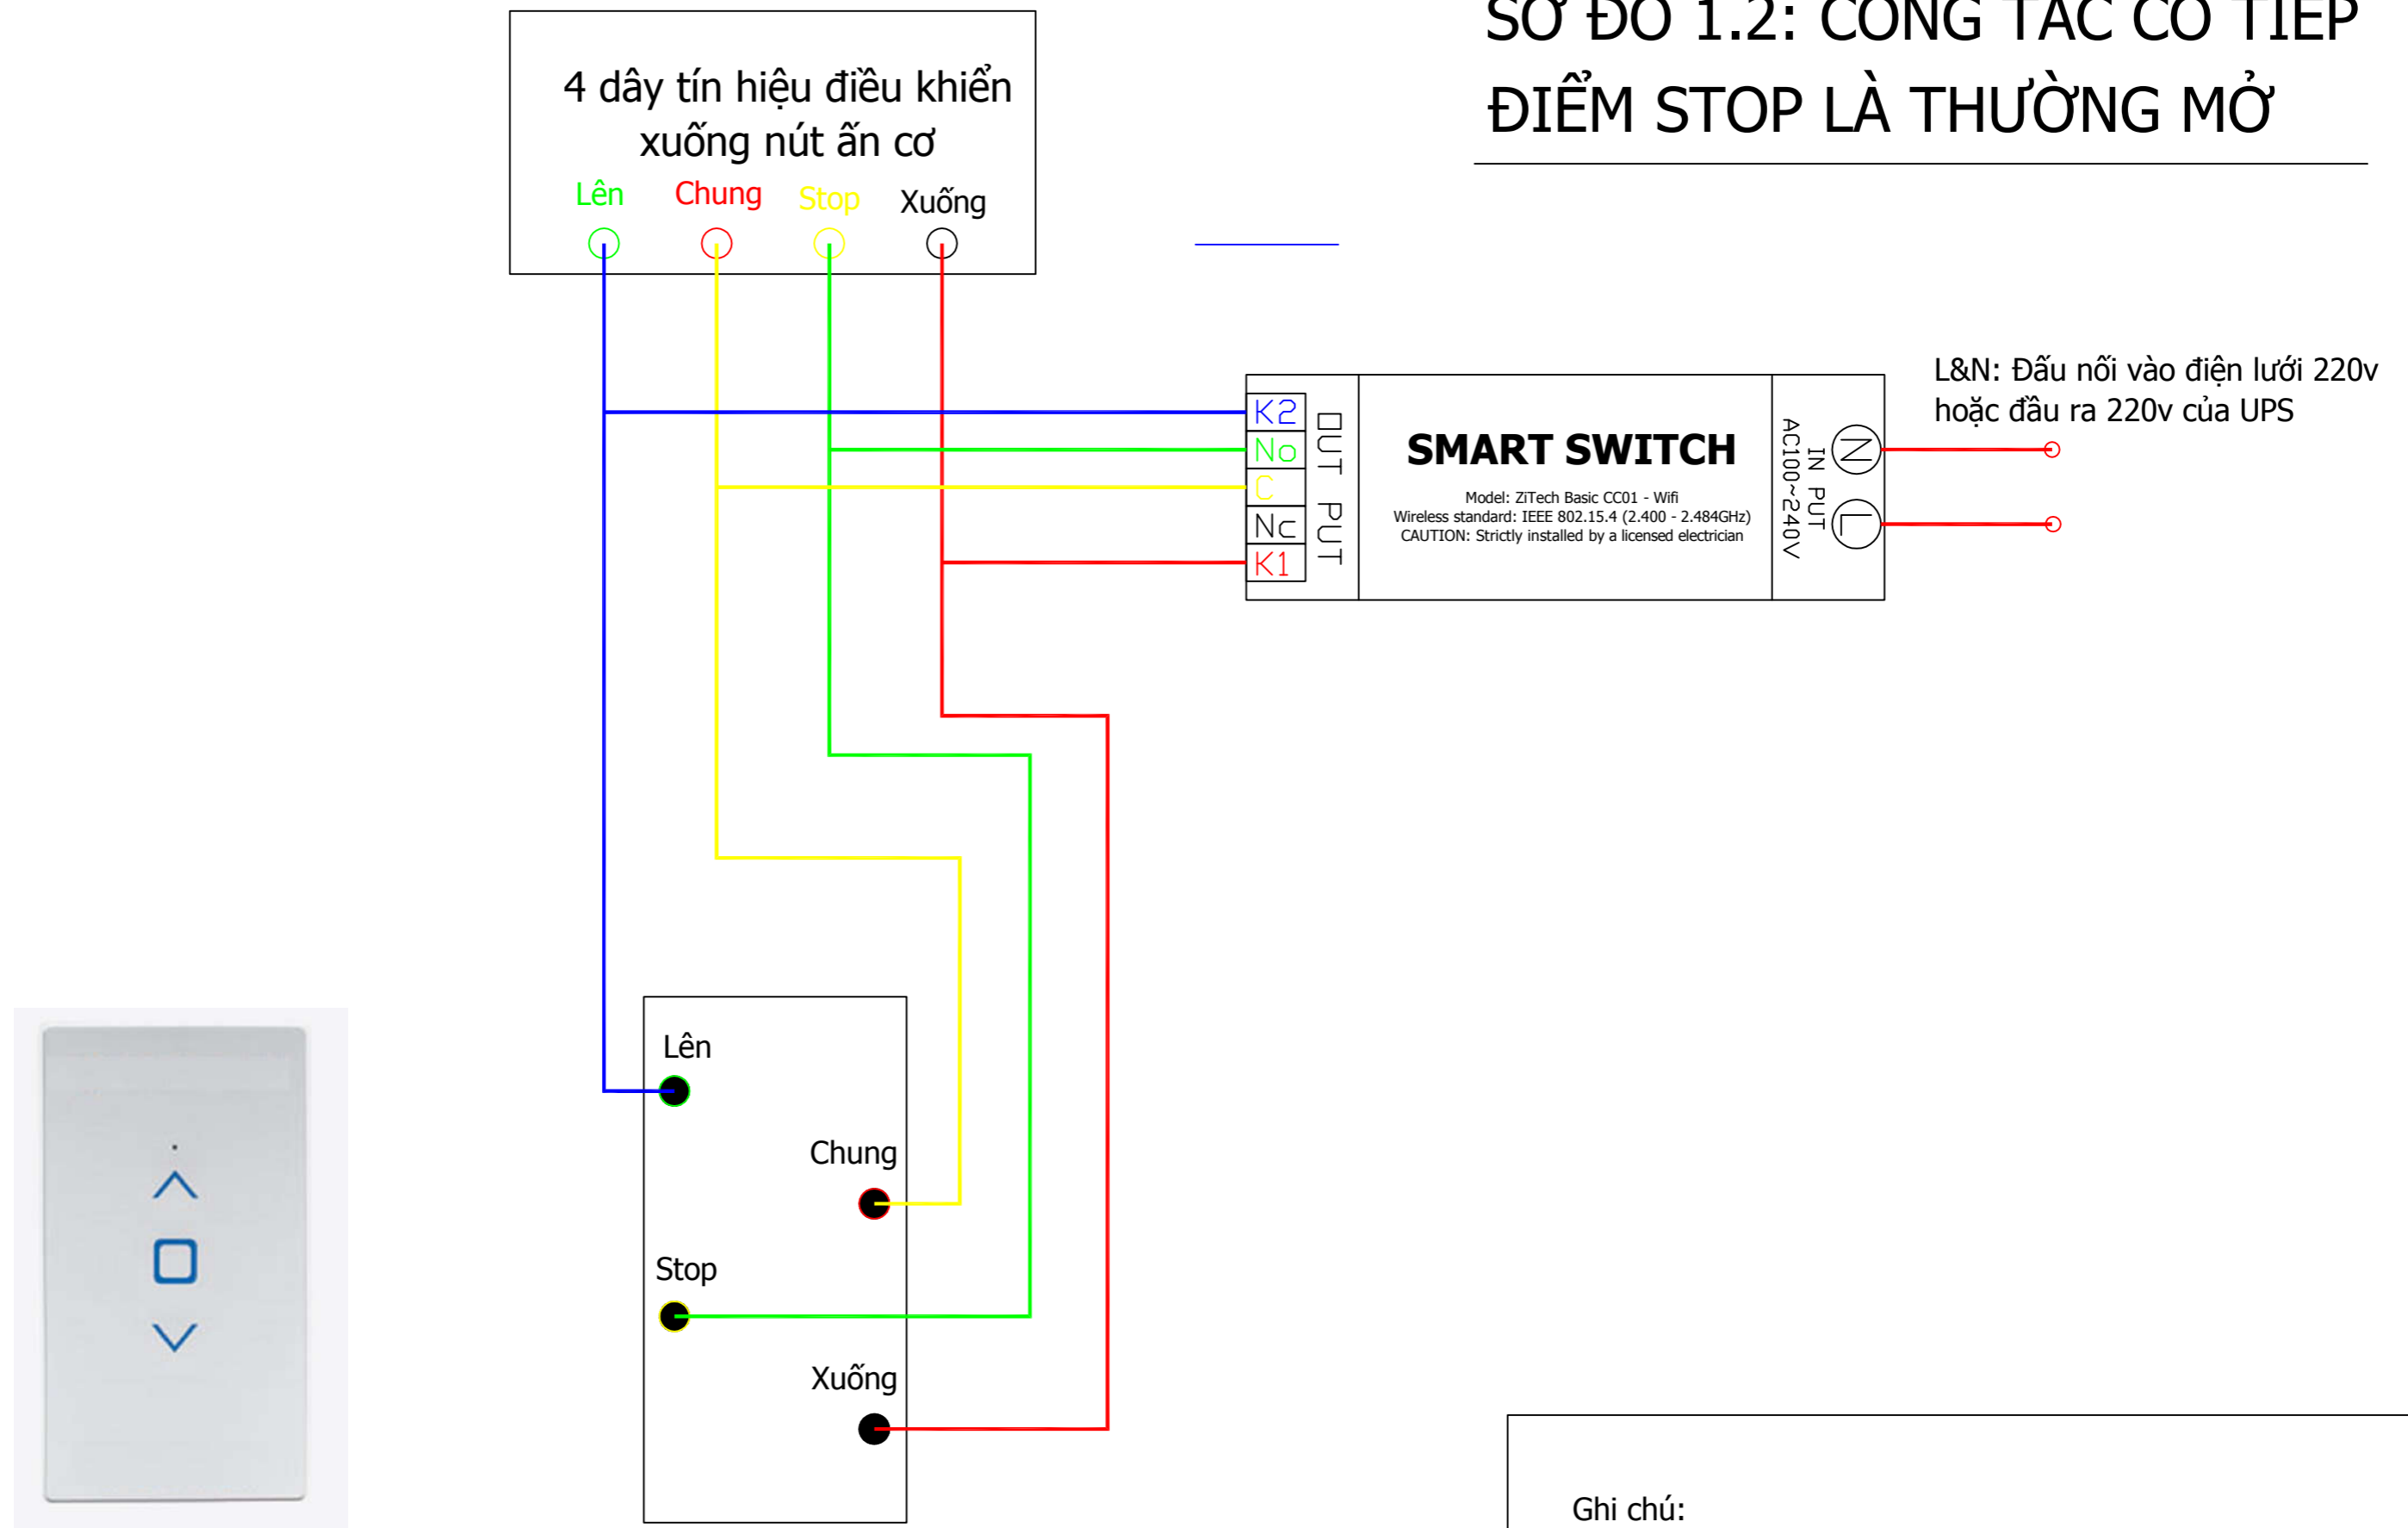 SƠ ĐỒ 1.2: CÔNG TẮC CÓ TIẾP
ĐIỂM STOP LÀ THƯỜNG MỞ
4 dây tín hiệu điều khiển
xuống nút ấn cơ
Lên
Chung
Stop
Xuống
L&N: Đấu nối vào điện lưới 220v
hoặc đầu ra 220v của UPS
K2
No
C
Nc
K1
OUT PUT
SMART SWITCH
Model: ZiTech Basic CC01 - Wifi
Wireless standard: IEEE 802.15.4 (2.400 - 2.484GHz)
CAUTION: Strictly installed by a licensed electrician
IN PUT
AC100~240V
N
L
Lên
Chung
Stop
Xuống
Ghi chú: